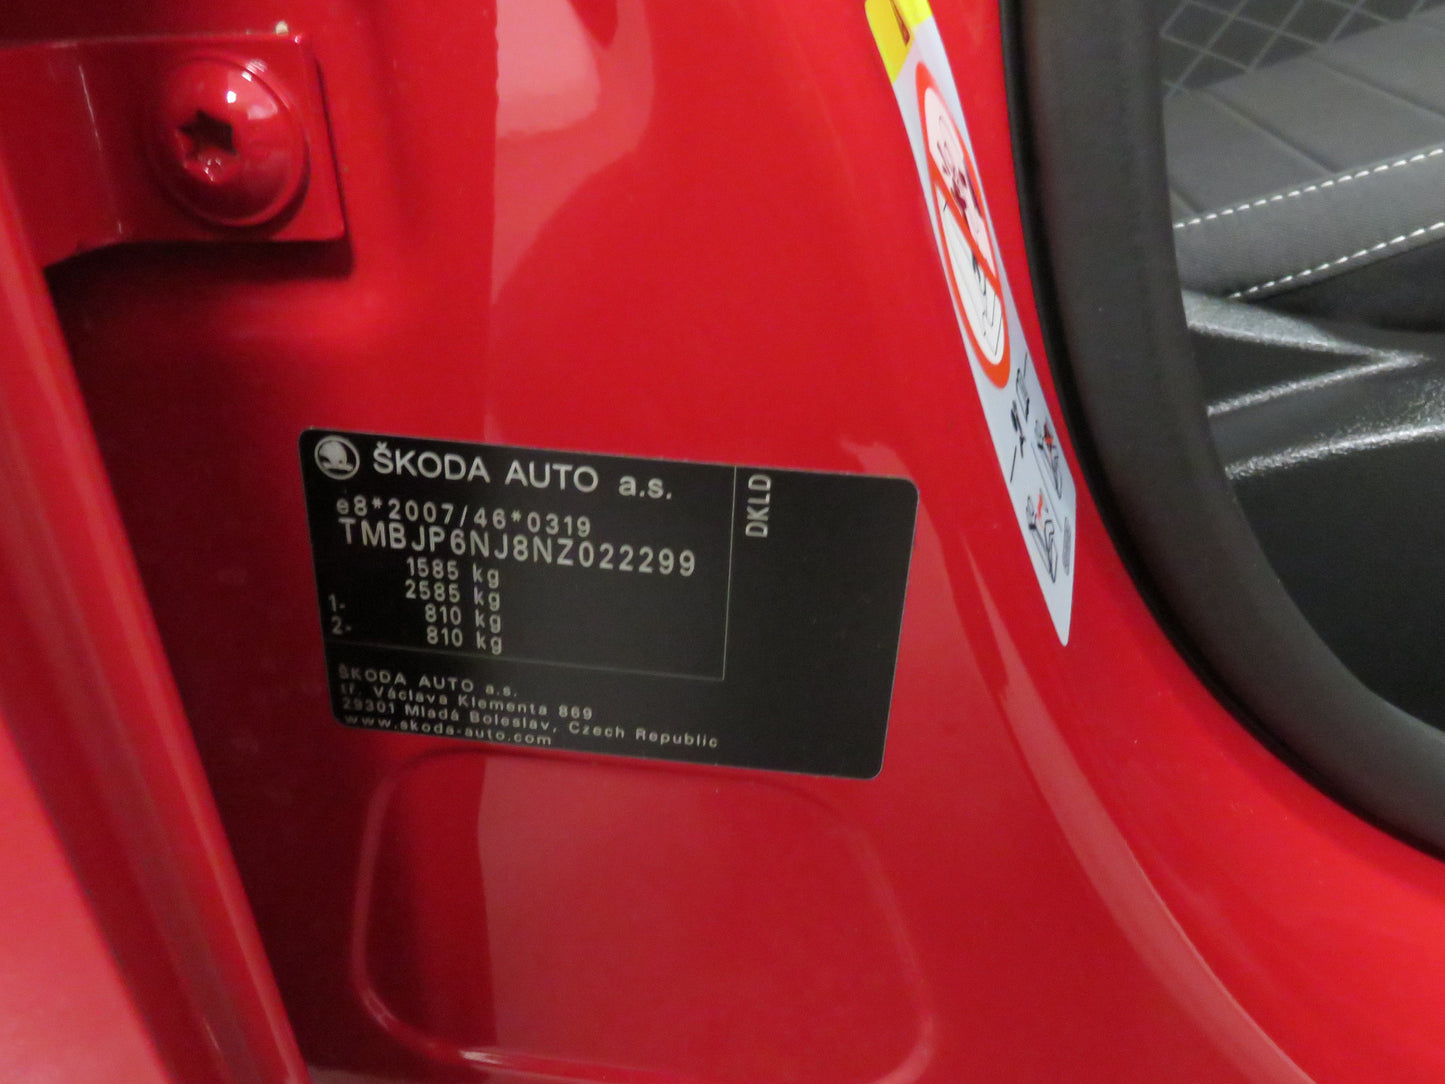 ŠKODA AUTO a.s.
e8*2007/46*0319
TMBJP6NJ8NZ022299
1585 kg
2585 kg
1- 810 kg
2- 810 kg
DKLD
ŠKODA AUTO a.s.
tř. Václava Klementa 869
29301 Mladá Boleslav, Czech Republic
www.skoda-auto.com